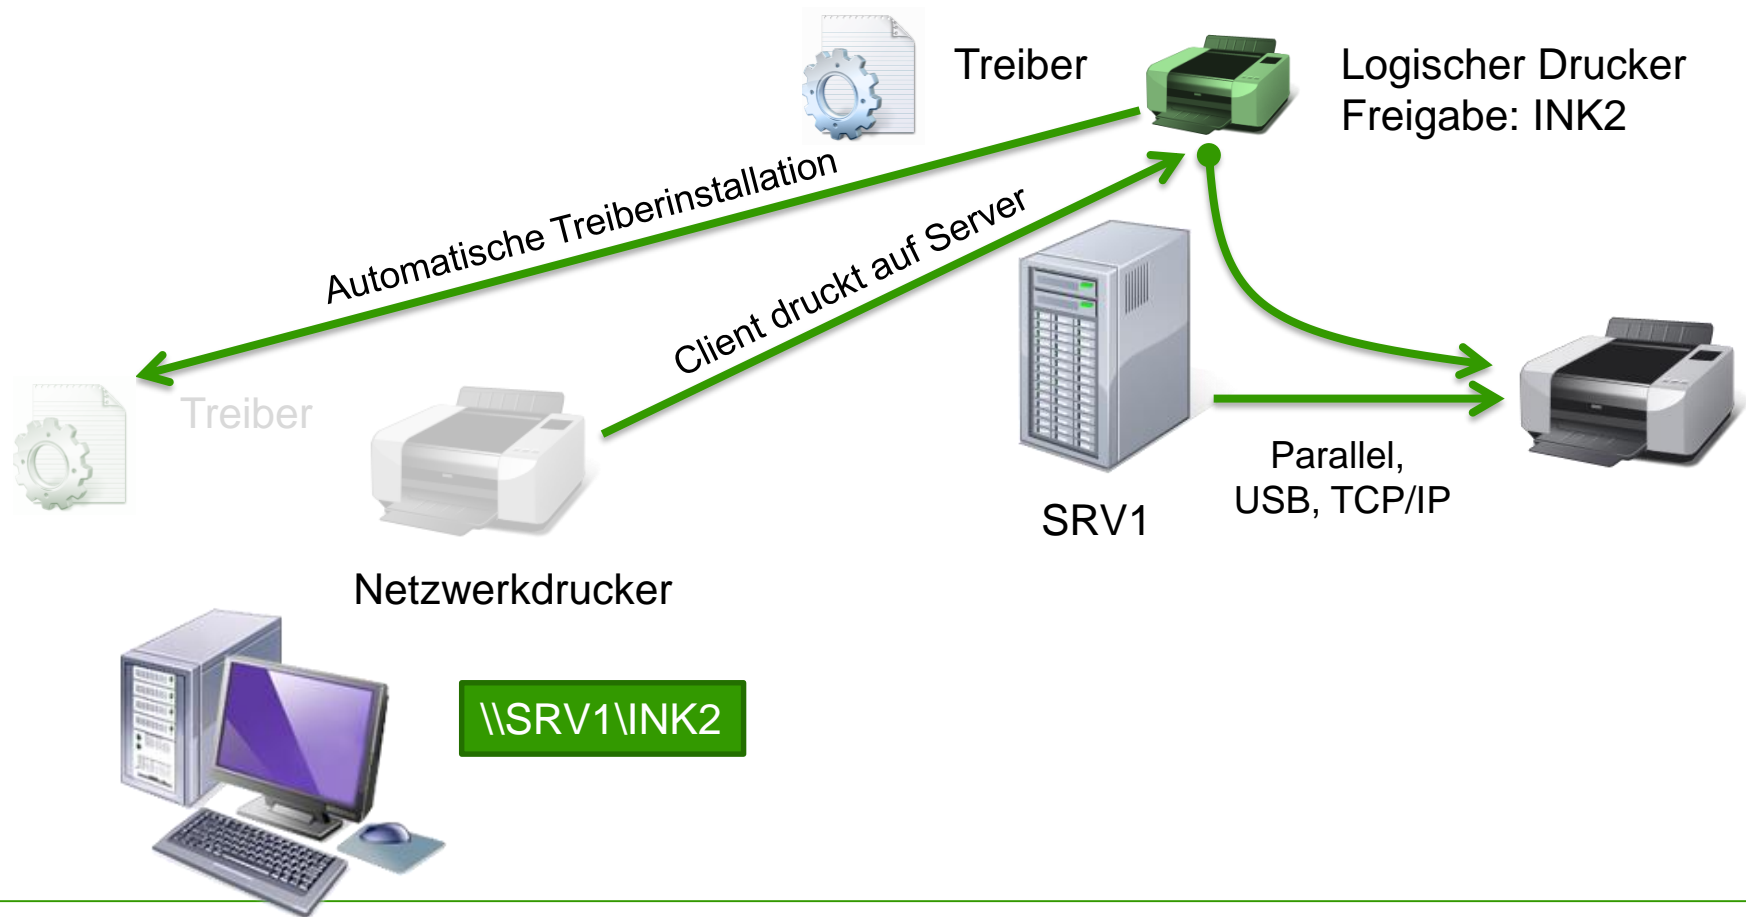 Treiber
Logischer Drucker
Freigabe: INK2
Automatische Treiberinstallation
Client druckt auf Server
Treiber
Parallel,
USB, TCP/IP
SRV1
Netzwerkdrucker
\\SRV1\INK2